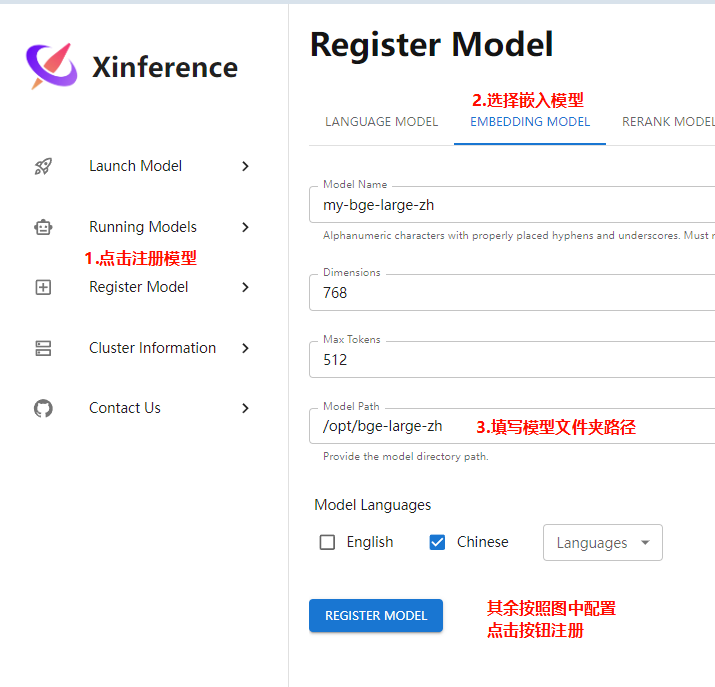 Xinference
Launch Model
Running Models
1.点击注册模型
Register Model
Cluster Information
Contact Us
Register Model
2.选择嵌入模型
LANGUAGE MODEL
EMBEDDING MODEL
RERANK MODEL
Model Name
my-bge-large-zh
Alphanumeric characters with properly placed hyphens and underscores. Must
Dimensions
768
Max Tokens
512
Model Path
/opt/bge-large-zh
3.填写模型文件夹路径
Provide the model directory path.
Model Languages
English
Chinese
Languages
REGISTER MODEL
其余按照图中配置
点击按钮注册